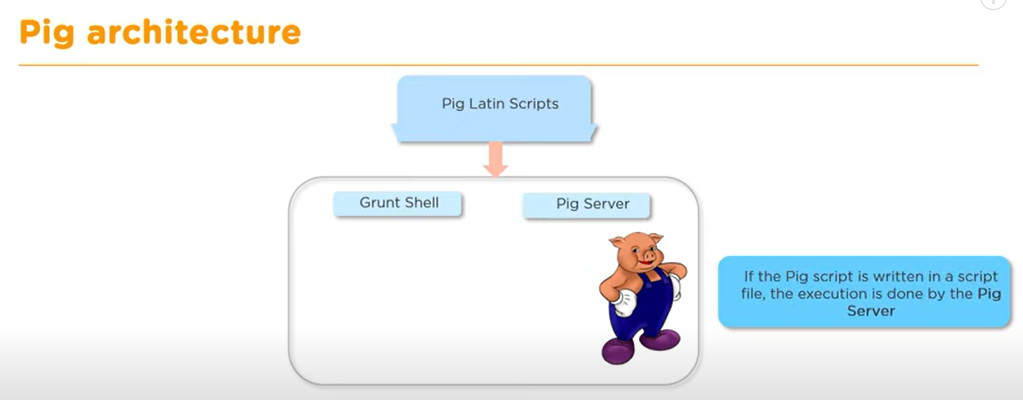 Pig architecture
Pig Latin Scripts
Grunt Shell
Pig Server
If the Pig script is written in a script
file, the execution is done by the Pig
Server